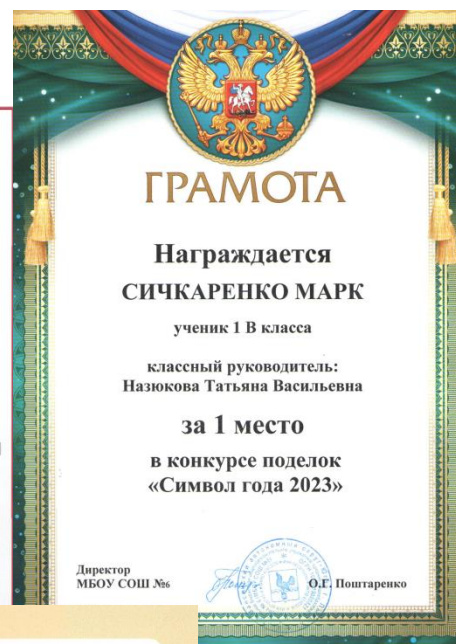 ГРАМОТА
Награждается
СИЧКАРЕНКО МАРК
ученик 1 В класса
классный руководитель:
Назюкова Татьяна Васильевна
за 1 место
в конкурсе поделок
«Символ года 2023»
Директор
МБОУ СОШ №6
О.Г. Поштаренко